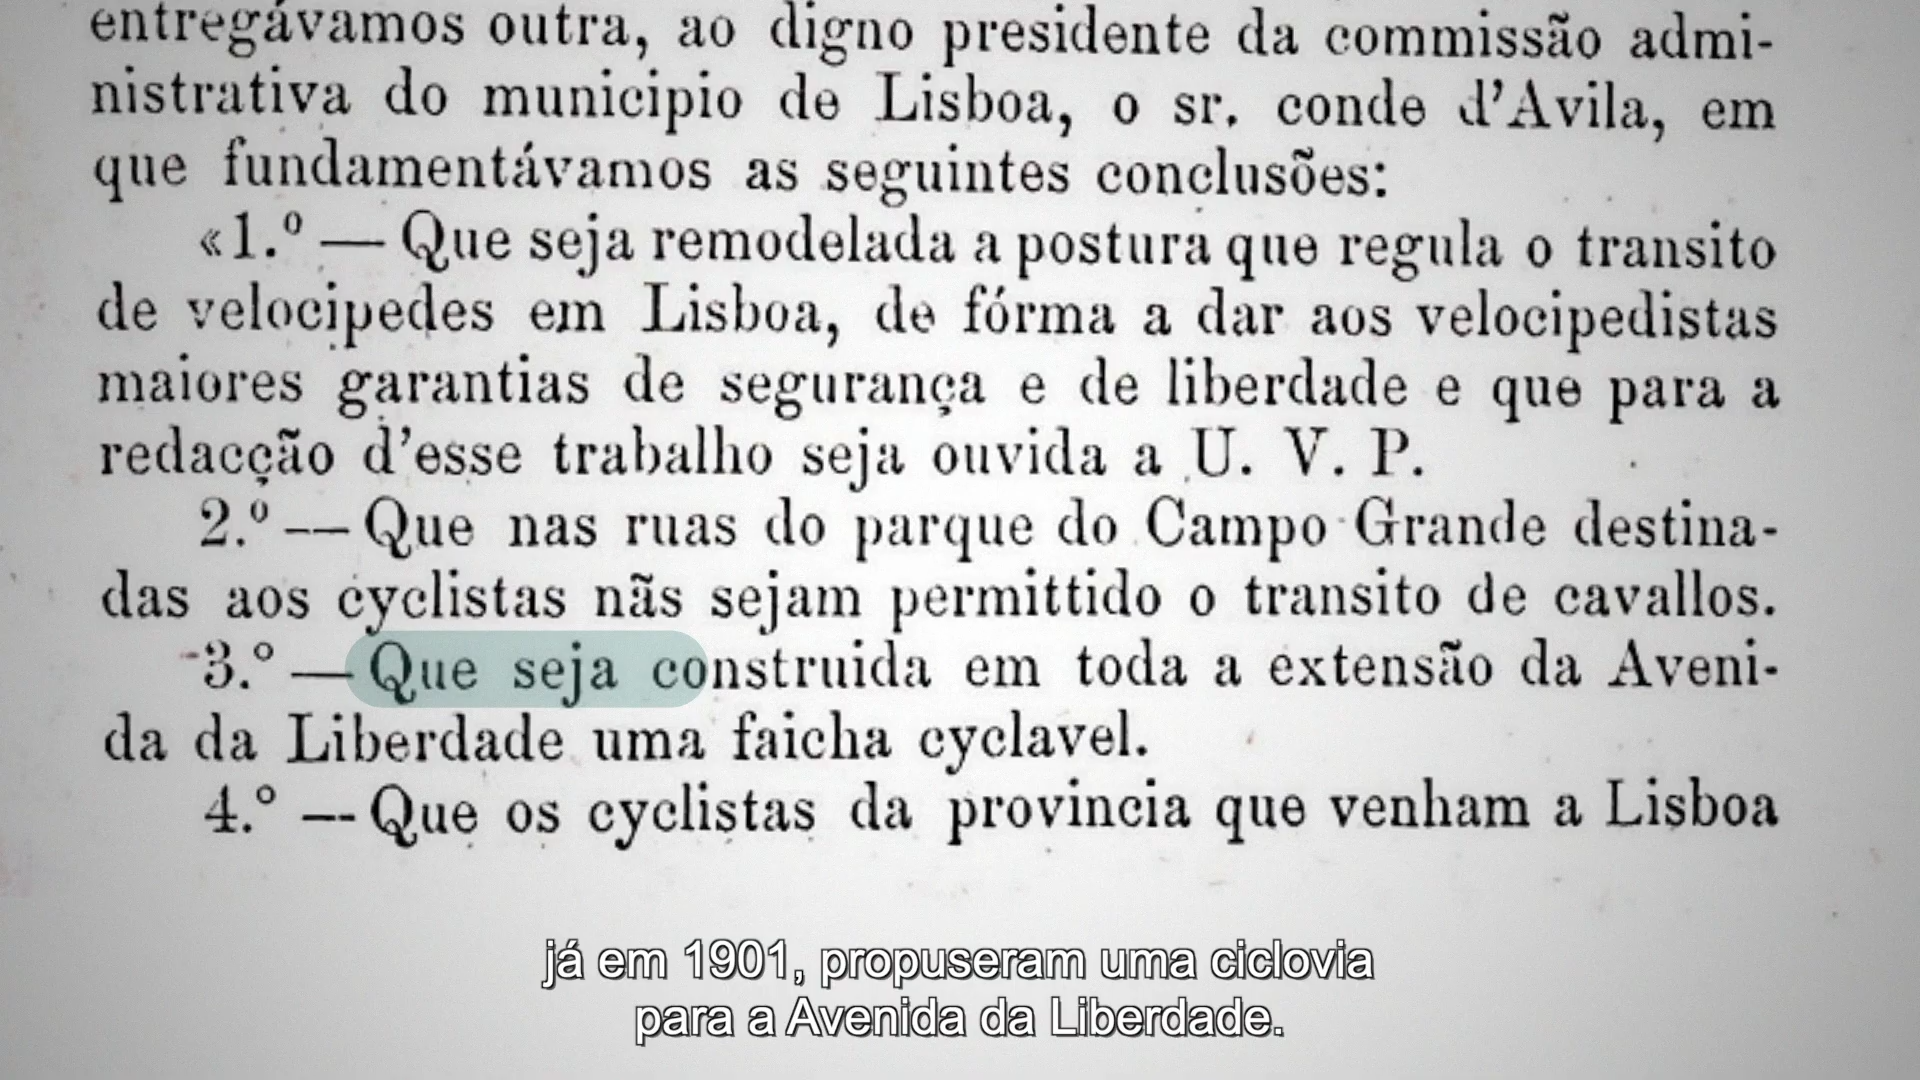 entregávamos outra, ao digno presidente da commissão admi-
nistrativa do municipio de Lisboa, o sr. conde d'Avila, em
que fundamentávamos as seguintes conclusões:
«1.º — Que seja remodelada a postura que regula o transito
de velocipedes em Lisboa, de fórma a dar aos velocipedistas
maiores garantias de segurança e de liberdade e que para a
redacção d'esse trabalho seja ouvida a U. V. P.
2.º — Que nas ruas do parque do Campo Grande destina-
das aos cyclistas nãs sejam permittido o transito de cavallos.
3.º — Que seja construida em toda a extensão da Aveni-
da da Liberdade uma faicha cyclavel.
4.º — Que os cyclistas da provincia que venham a Lisboa
já em 1901, propuseram uma ciclovia
para a Avenida da Liberdade.